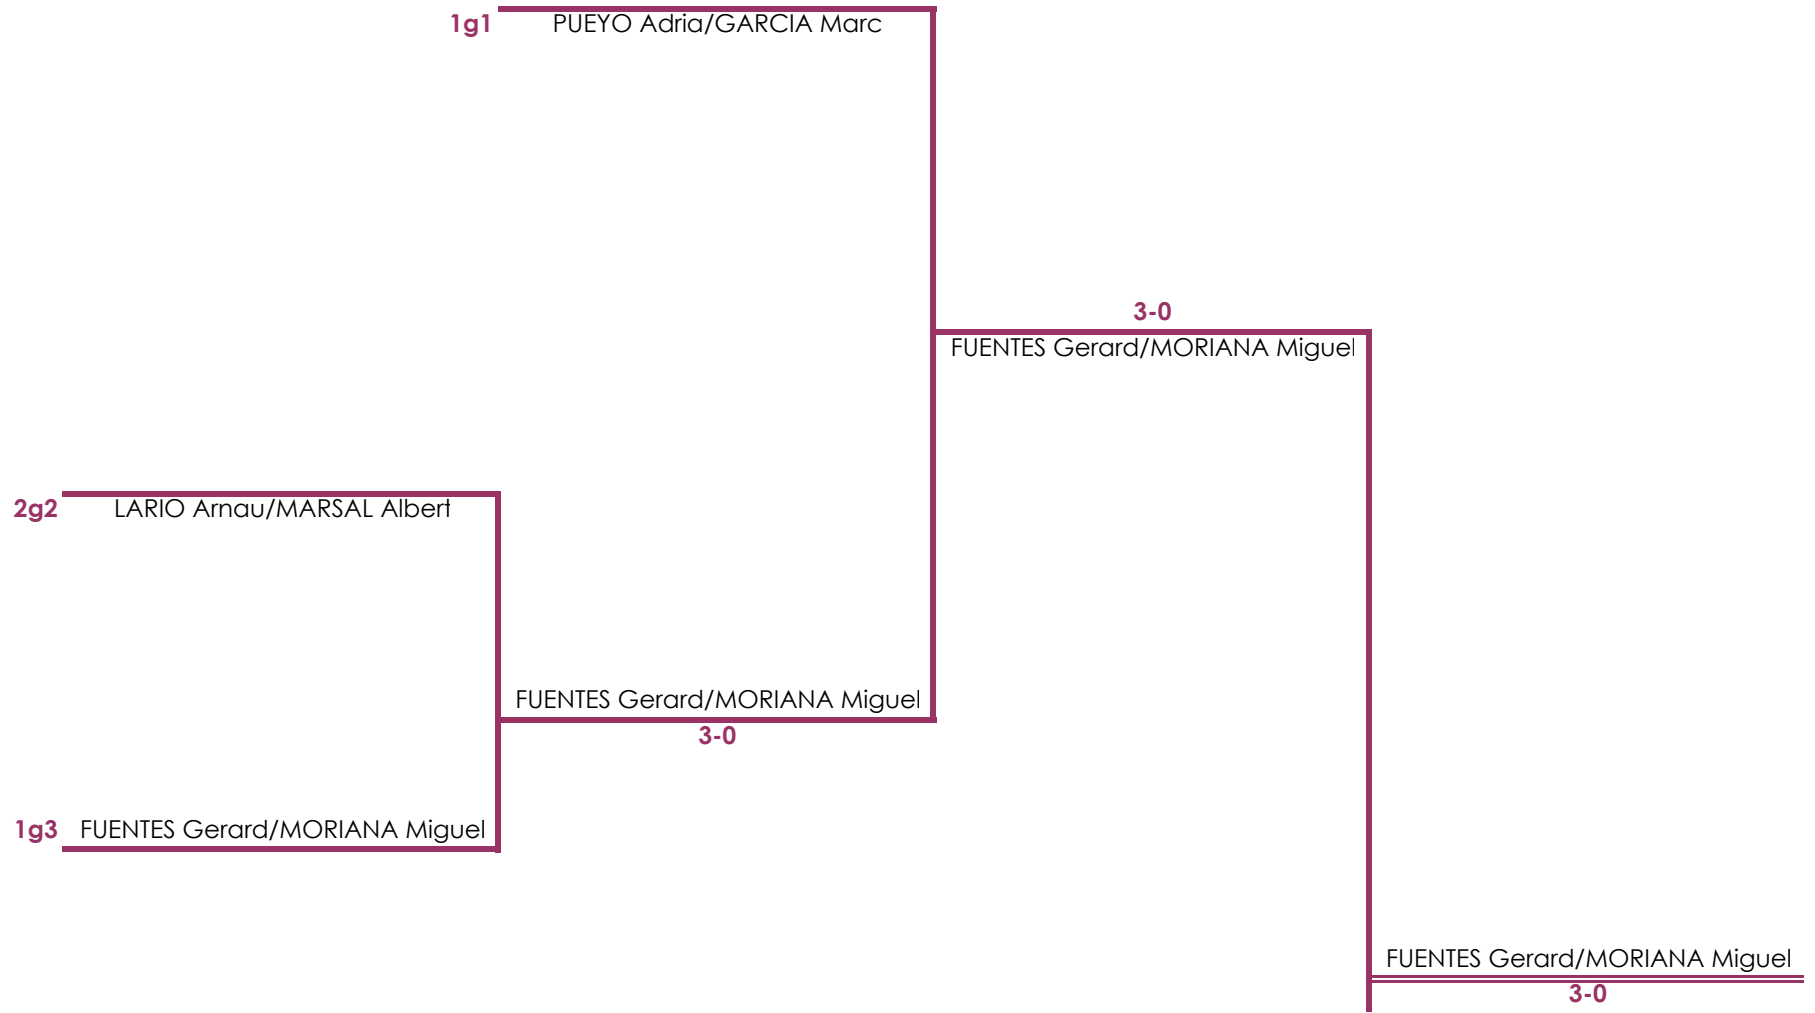 1g1 PUEYO Adria/GARCIA Marc
3-0
FUENTES Gerard/MORIANA Miguel
2g2 LARIO Arnau/MARSAL Albert
FUENTES Gerard/MORIANA Miguel
3-0
1g3 FUENTES Gerard/MORIANA Miguel
FUENTES Gerard/MORIANA Miguel
3-0